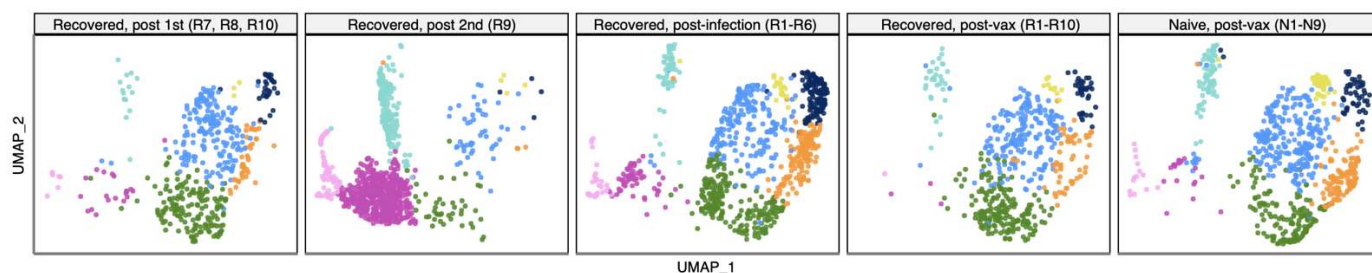 Recovered, post 1st (R7, R8, R10)
Recovered, post 2nd (R9)
Recovered, post-infection (R1-R6)
Recovered, post-vax (R1-R10)
Naive, post-vax (N1-N9)
UMAP_2
UMAP_1